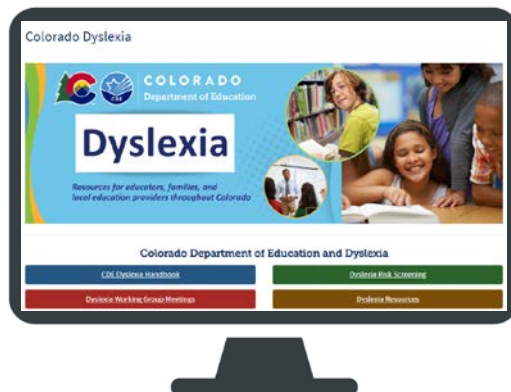 Colorado Dyslexia
COLORADO
Department of Education
CDE
Dyslexia
Resources for educators, families, and
local education providers throughout Colorado
Colorado Department of Education and Dyslexia
CDE Dyslexia Handbook
Dyslexia Risk Screening
Dyslexia Working Group Meetings
Dyslexia Resources